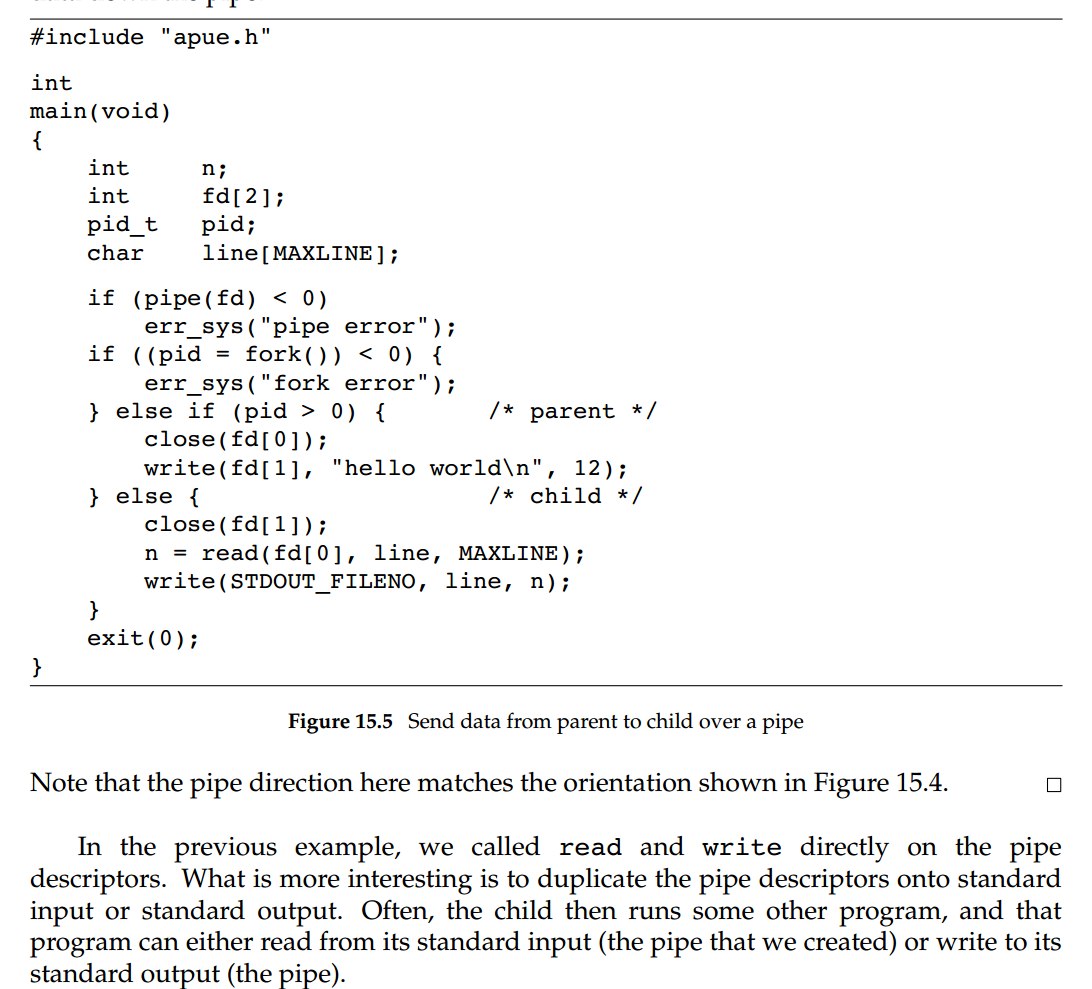 #include "apue.h"
int
main(void)
{
    int     n;
    int     fd[2];
    pid_t   pid;
    char    line[MAXLINE];
    if (pipe(fd) < 0)
        err_sys("pipe error");
    if ((pid = fork()) < 0) {
        err_sys("fork error");
    } else if (pid > 0) {       /* parent */
        close(fd[0]);
        write(fd[1], "hello world\n", 12);
    } else {                    /* child */
        close(fd[1]);
        n = read(fd[0], line, MAXLINE);
        write(STDOUT_FILENO, line, n);
    }
    exit(0);
}
Figure 15.5 Send data from parent to child over a pipe
Note that the pipe direction here matches the orientation shown in Figure 15.4.
In the previous example, we called read and write directly on the pipe
descriptors. What is more interesting is to duplicate the pipe descriptors onto standard
input or standard output. Often, the child then runs some other program, and that
program can either read from its standard input (the pipe that we created) or write to its
standard output (the pipe).